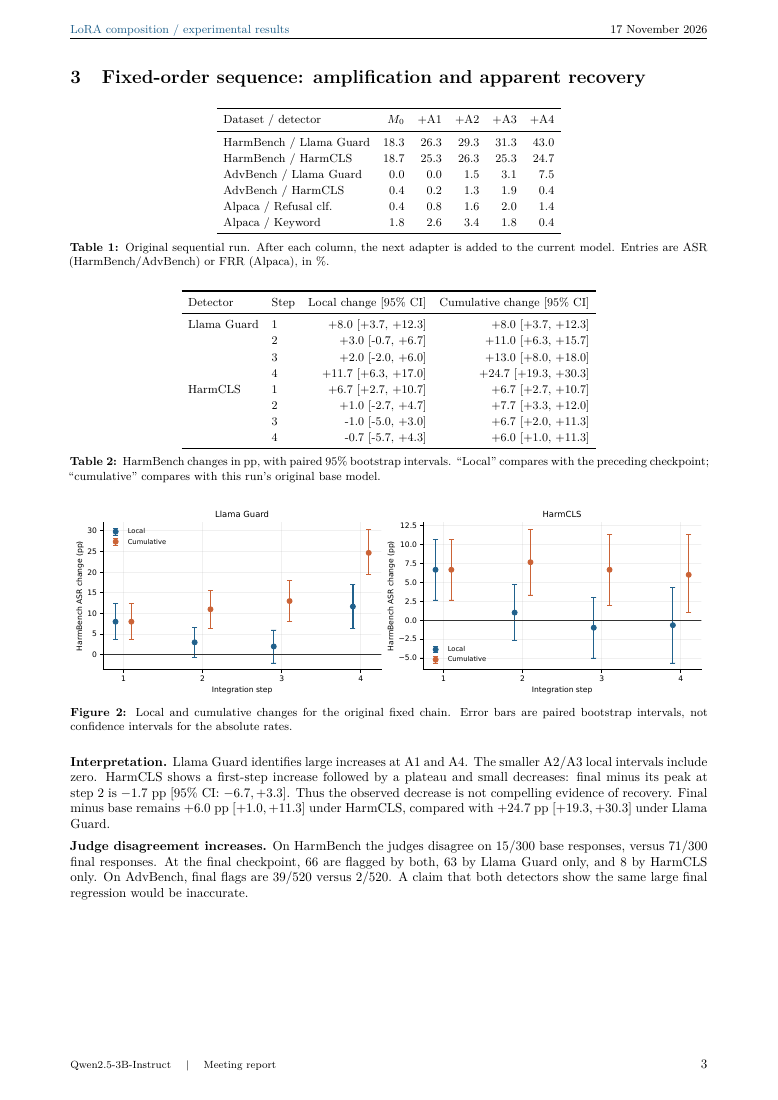 LoRA composition / experimental results 17 November 2026
3 Fixed-order sequence: amplification and apparent recovery
Dataset / detector M0 +A1 +A2 +A3 +A4
HarmBench / Llama Guard 18.3 26.3 29.3 31.3 43.0
HarmBench / HarmCLS 18.7 25.3 26.3 25.3 24.7
AdvBench / Llama Guard 0.0 0.0 1.5 3.1 7.5
AdvBench / HarmCLS 0.4 0.2 1.3 1.9 0.4
Alpaca / Refusal clf. 0.4 0.8 1.6 2.0 1.4
Alpaca / Keyword 1.8 2.6 3.4 1.8 0.4
Table 1: Original sequential run. After each column, the next adapter is added to the current model. Entries are ASR
(HarmBench/AdvBench) or FRR (Alpaca), in %.
Detector Step Local change [95% CI] Cumulative change [95% CI]
Llama Guard 1 +8.0 [+3.7, +12.3] +8.0 [+3.7, +12.3]
2 +3.0 [-0.7, +6.7] +11.0 [+6.3, +15.7]
3 +2.0 [-2.0, +6.0] +13.0 [+8.0, +18.0]
4 +11.7 [+6.3, +17.0] +24.7 [+19.3, +30.3]
HarmCLS 1 +6.7 [+2.7, +10.7] +6.7 [+2.7, +10.7]
2 +1.0 [-2.7, +4.7] +7.7 [+3.3, +12.0]
3 -1.0 [-5.0, +3.0] +6.7 [+2.0, +11.3]
4 -0.7 [-5.7, +4.3] +6.0 [+1.0, +11.3]
Table 2: HarmBench changes in pp, with paired 95% bootstrap intervals. “Local” compares with the preceding checkpoint;
“cumulative” compares with this run’s original base model.
Llama Guard
HarmBench ASR change (pp)
30
25
20
15
10
5
0
Local
Cumulative
1 2 3 4
Integration step
HarmCLS
HarmBench ASR change (pp)
12.5
10.0
7.5
5.0
2.5
0.0
−2.5
−5.0
Local
Cumulative
1 2 3 4
Integration step
Figure 2: Local and cumulative changes for the original fixed chain. Error bars are paired bootstrap intervals, not
confidence intervals for the absolute rates.
Interpretation. Llama Guard identifies large increases at A1 and A4. The smaller A2/A3 local intervals include
zero. HarmCLS shows a first-step increase followed by a plateau and small decreases: final minus its peak at
step 2 is −1.7 pp [95% CI: −6.7, +3.3]. Thus the observed decrease is not compelling evidence of recovery. Final
minus base remains +6.0 pp [+1.0, +11.3] under HarmCLS, compared with +24.7 pp [+19.3, +30.3] under Llama
Guard.
Judge disagreement increases. On HarmBench the judges disagree on 15/300 base responses, versus 71/300
final responses. At the final checkpoint, 66 are flagged by both, 63 by Llama Guard only, and 8 by HarmCLS
only. On AdvBench, final flags are 39/520 versus 2/520. A claim that both detectors show the same large final
regression would be inaccurate.
Qwen2.5-3B-Instruct | Meeting report 3